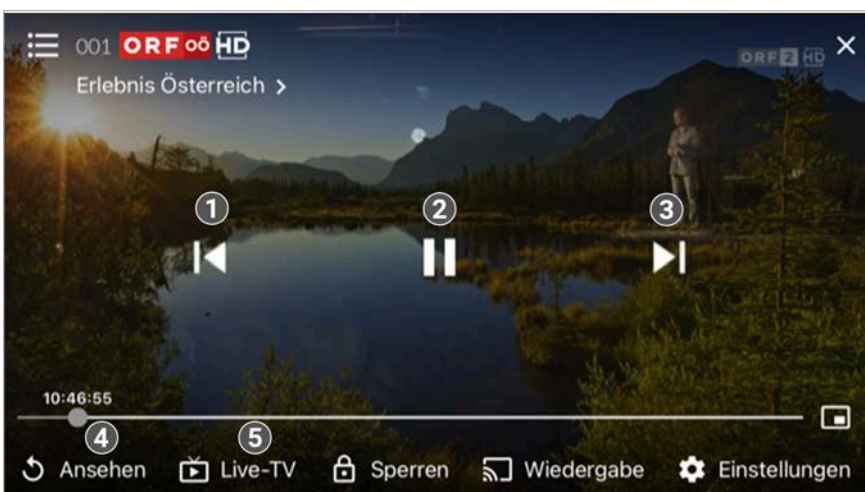 001 ORF oö HD
ORF 2 HD
Erlebnis Österreich >
1 2 3
10:46:55
4 5
Ansehen Live-TV Sperren Wiedergabe Einstellungen